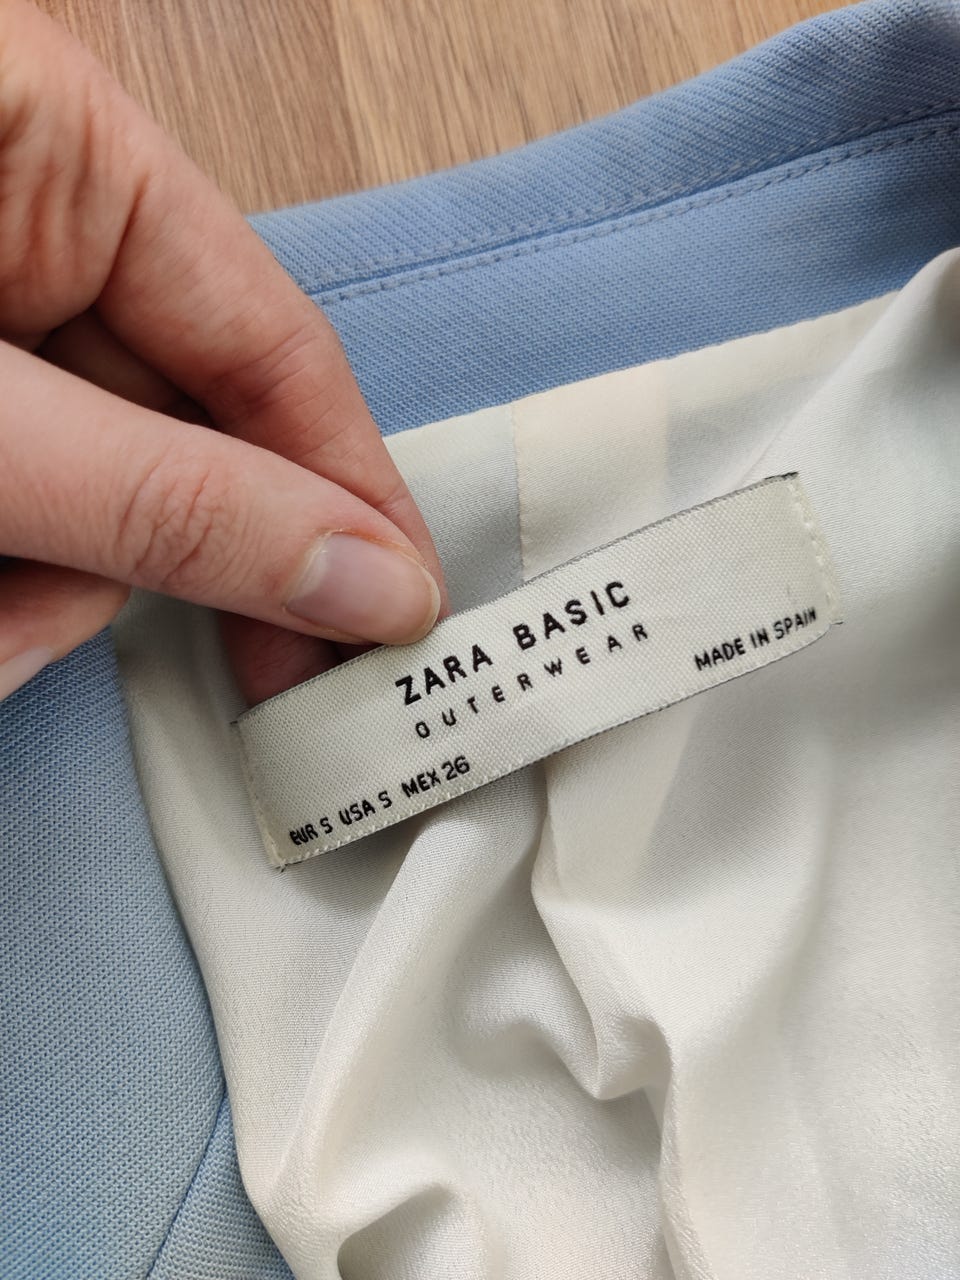 ZARA BASIC
OUTERWEAR
MADE IN SPAIN
EUR S USA S MEX 26